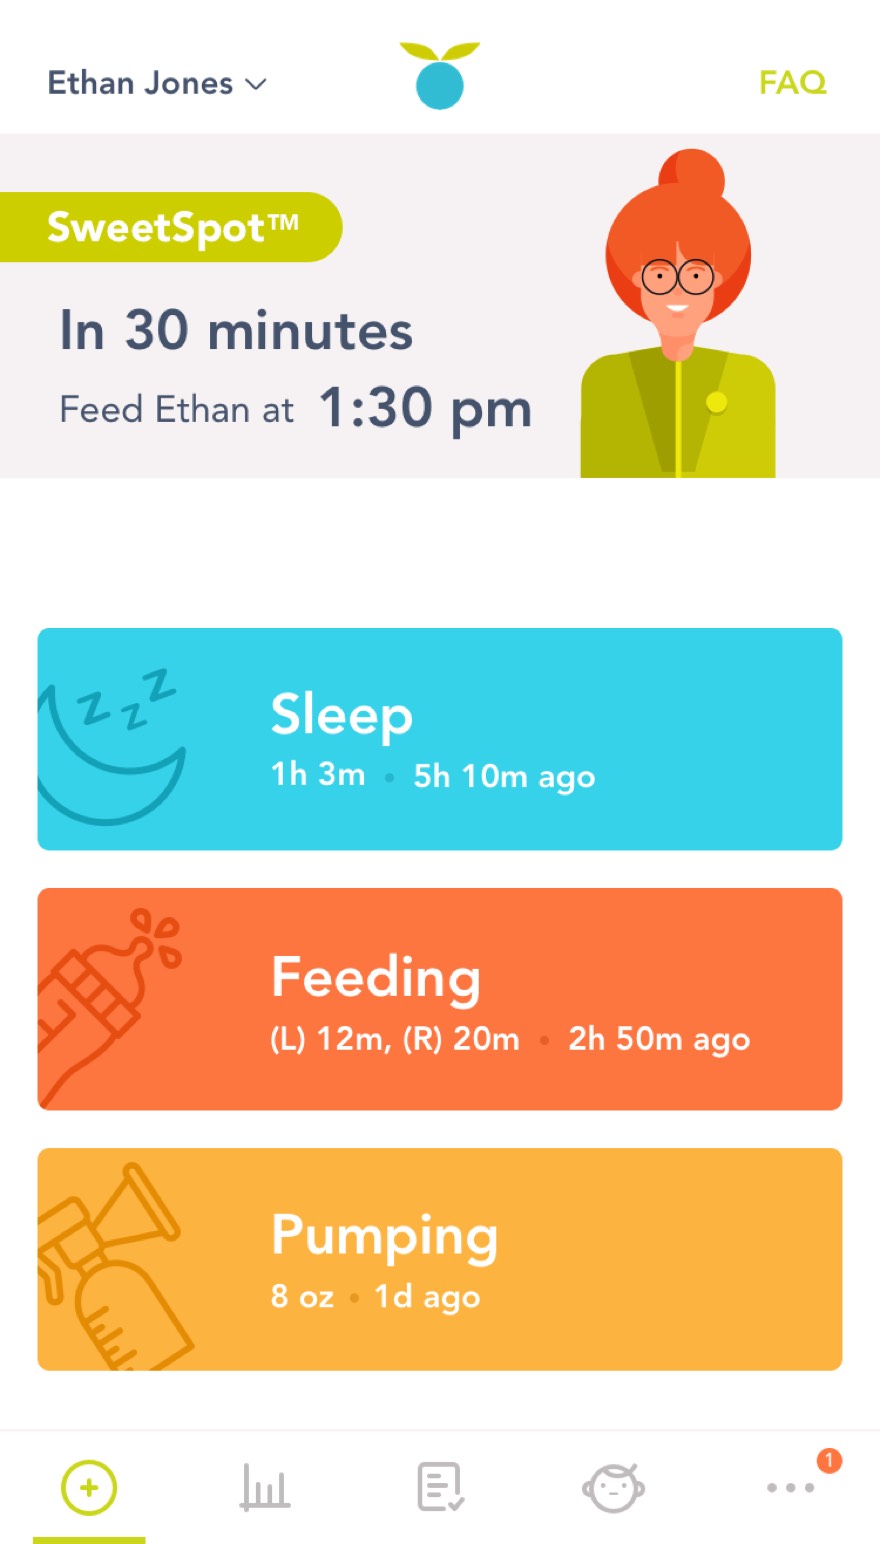 Ethan Jones
FAQ
SweetSpot™
In 30 minutes
Feed Ethan at 1:30 pm
z z z
Sleep
1h 3m • 5h 10m ago
Feeding
(L) 12m, (R) 20m • 2h 50m ago
Pumping
8 oz • 1d ago
1